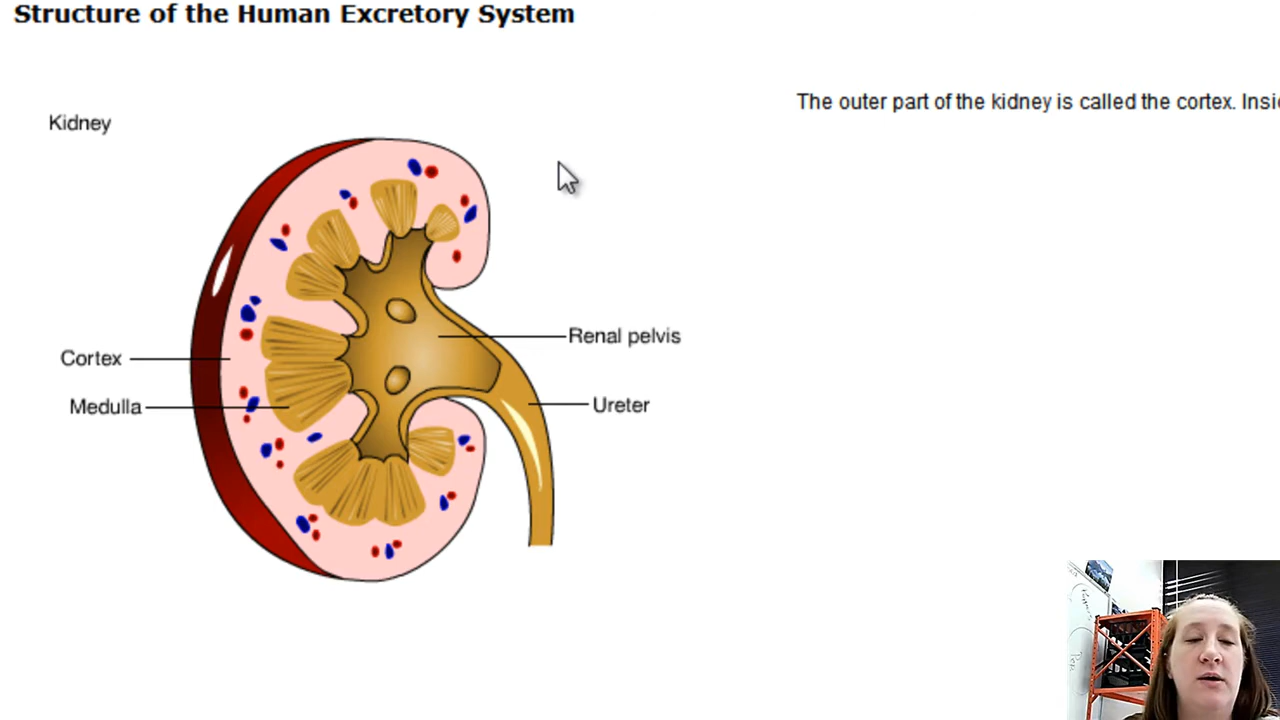 Structure of the Human Excretory System
The outer part of the kidney is called the cortex.
Kidney
Renal pelvis
Cortex
Ureter
Medulla